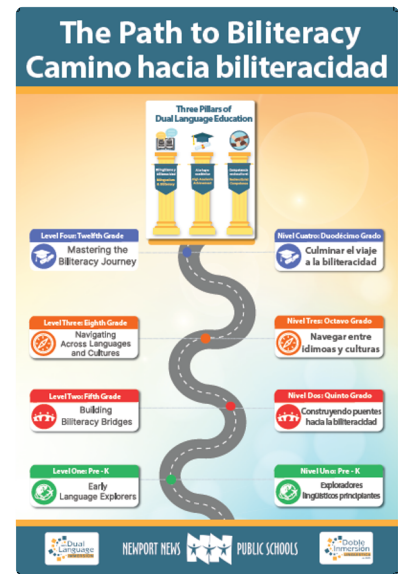 The Path to Biliteracy
Camino hacia biliteracidad
Three Pillars of
Dual Language Education
Level Four: Twelfth Grade
Mastering the
Biliteracy Journey
Nivel Cuatro: Duodécimo Grado
Culminar el viaje
a la biliteracidad
Level Three: Eighth Grade
Navigating
Across Languages
and Cultures
Nivel Tres: Octavo Grado
Navegar entre
idimoas y culturas
Level Two: Fifth Grade
Building
Biliteracy Bridges
Nivel Dos: Quinto Grado
Construyendo puentes
hacia la biliteracidad
Level One: Pre - K
Early
Language Explorers
Nivel Uno: Pre - K
Exploradores
lingüísticos principiantes
Dual
Language
NEWPORT NEWS
PUBLIC SCHOOLS
Doble
Inmersión